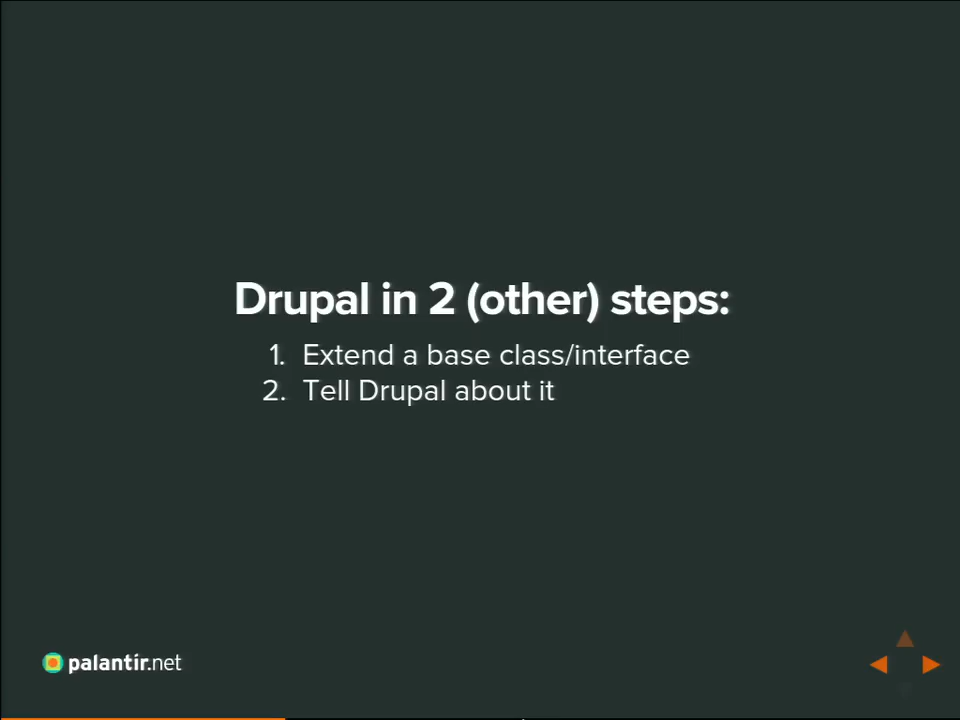 Drupal in 2 (other) steps:
1. Extend a base class/interface
2. Tell Drupal about it
palantir.net